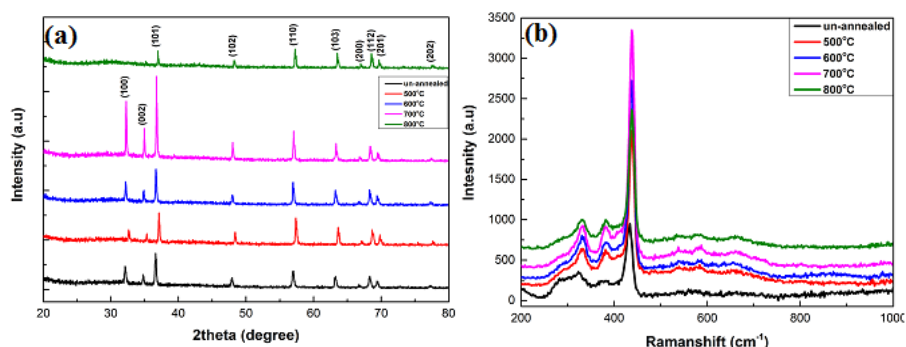 (a)
(101)
(102)
(110)
(103)
(200)
(112)
(201)
(202)
(100)
(002)
un-annealed
500°C
600°C
700°C
800°C
Intensity (a.u)
20 30 40 50 60 70 80
2theta (degree)
(b)
un-annealed
500°C
600°C
700°C
800°C
3500
3000
2500
2000
1500
1000
500
0
Intesnity (a.u)
200 400 600 800 1000
Ramanshift (cm-1)